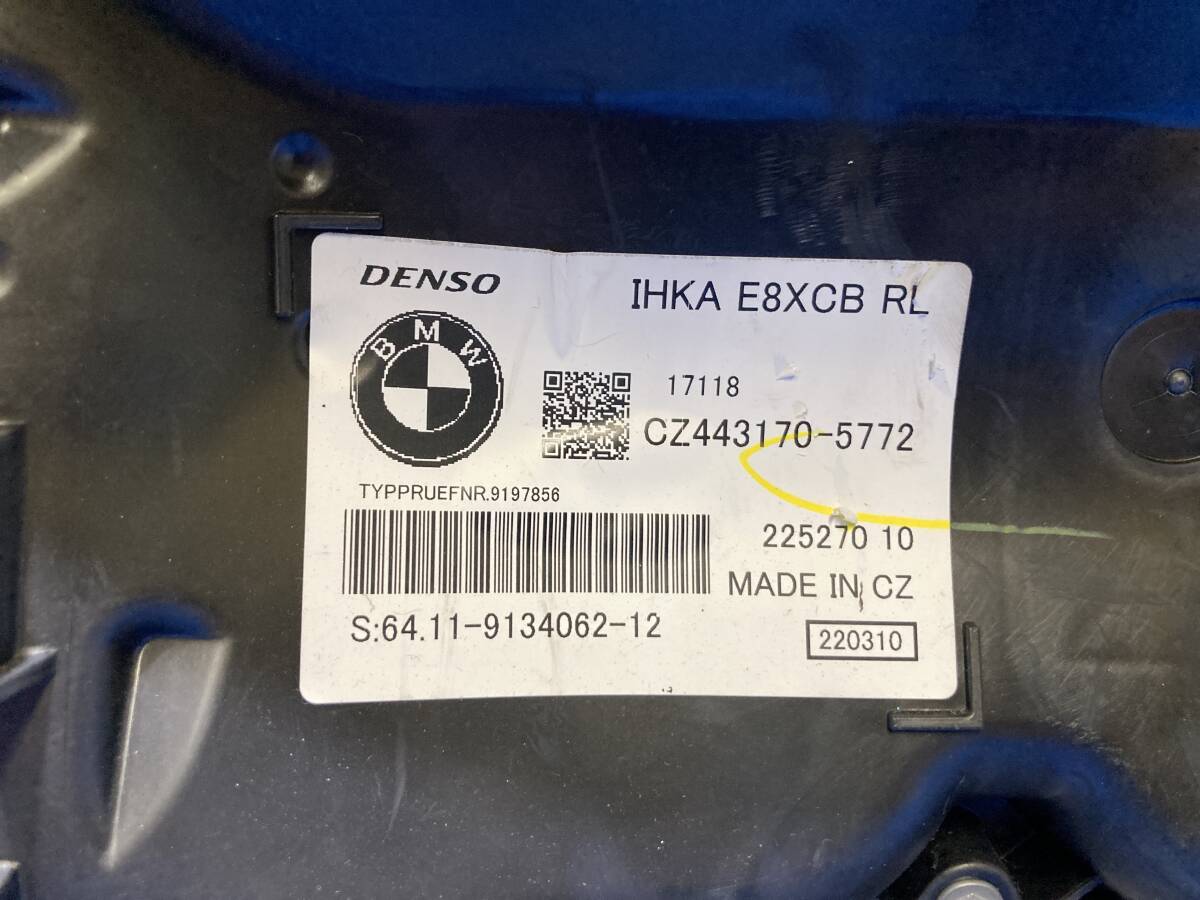 DENSO
IHKA E8XCB RL
BMW
17118
CZ443170-5772
TYPPRUEFNR.9197856
225270 10
MADE IN CZ
S:64.11-9134062-12
220310